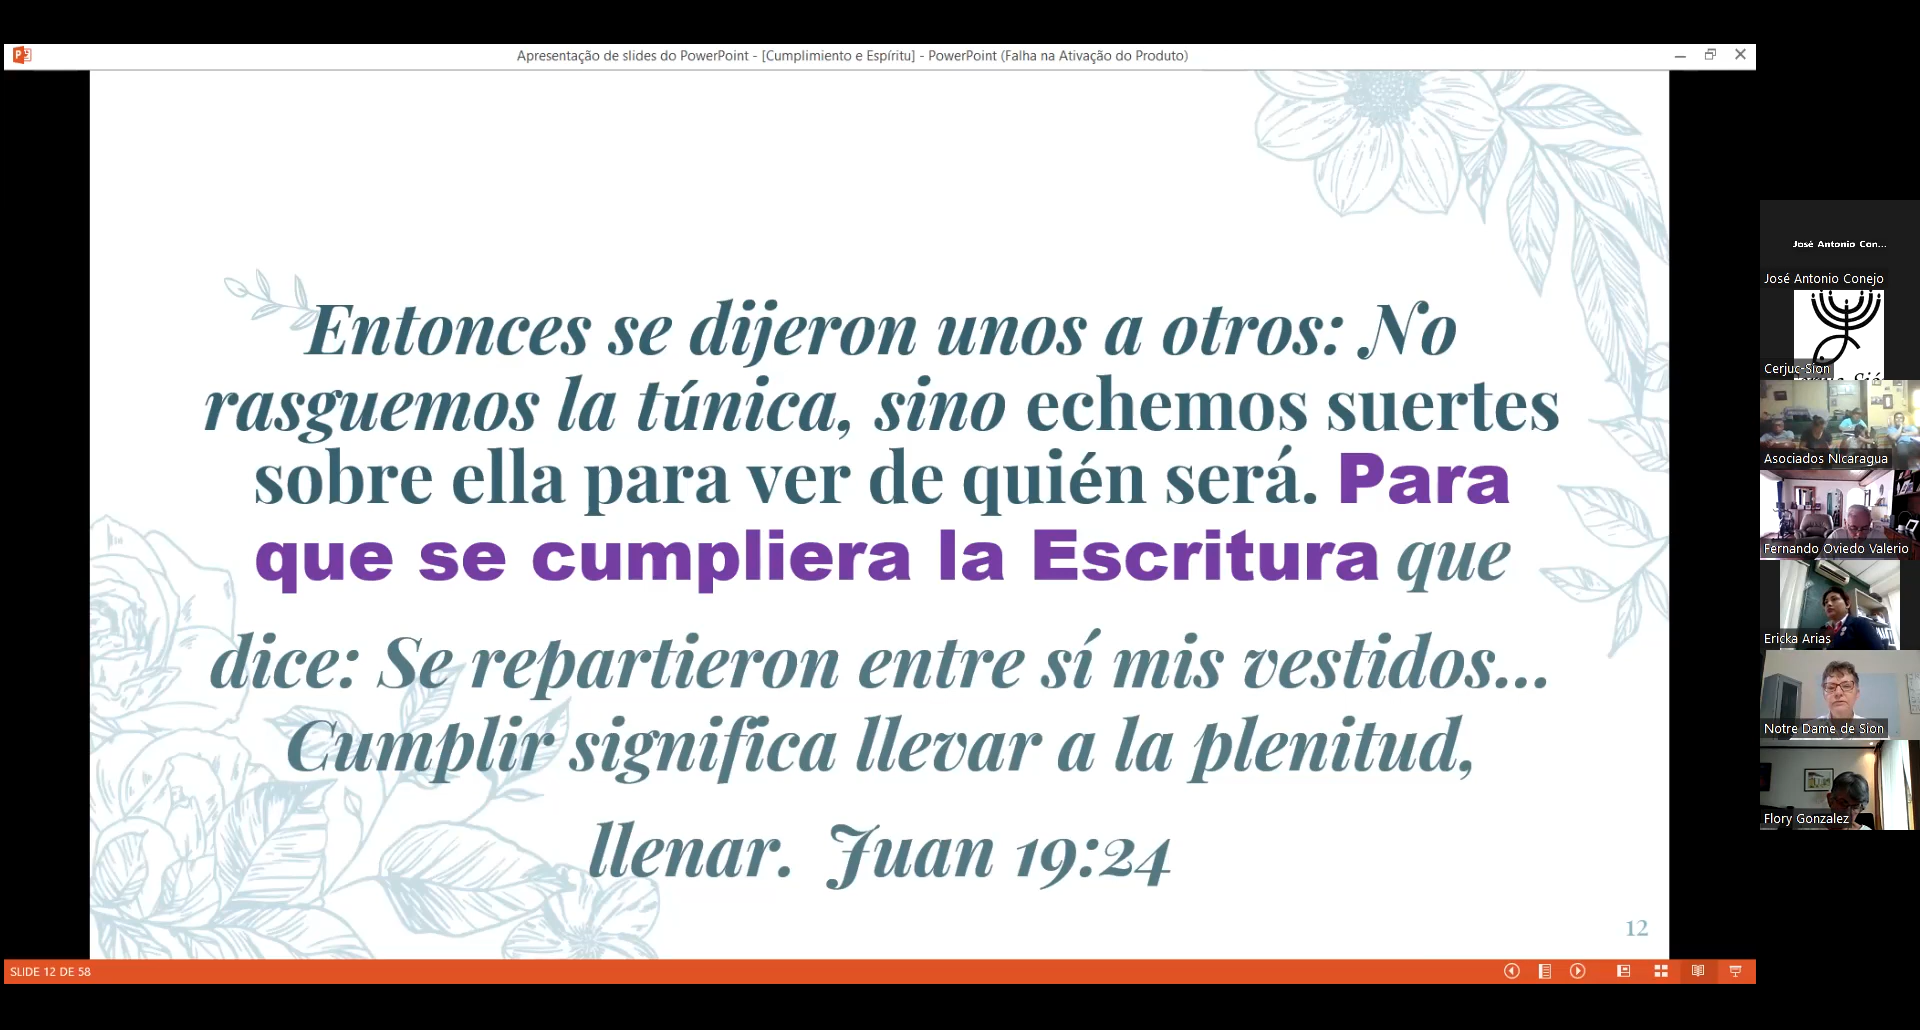 Apresentação de slides do PowerPoint - [Cumplimiento e Espíritu] - PowerPoint (Falha na Ativação do Produto)
Entonces se dijeron unos a otros: No
rasguemos la túnica, sino echemos suertes
sobre ella para ver de quién será. Para
que se cumpliera la Escritura que
dice: Se repartieron entre sí mis vestidos...
Cumplir significa llevar a la plenitud,
llenar. Juan 19:24
12
SLIDE 12 DE 58
José Antonio Con...
José Antonio Conejo
Cerjuc-Sion
Asociados NIcaragua
Fernando Oviedo Valerio
Ericka Arias
Notre Dame de Sion
Flory Gonzalez